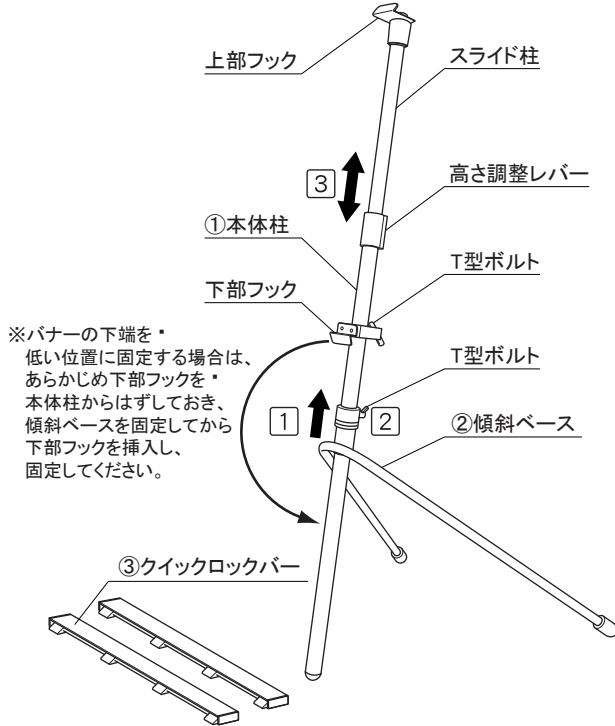 上部フック
スライド柱
3
高さ調整レバー
①本体柱
T型ボルト
下部フック
※バナーの下端を
低い位置に固定する場合は、
あらかじめ下部フックを
本体柱からはずしておき、
傾斜ベースを固定してから
下部フックを挿入し、
固定してください。
T型ボルト
1
2
②傾斜ベース
③クイックロックバー